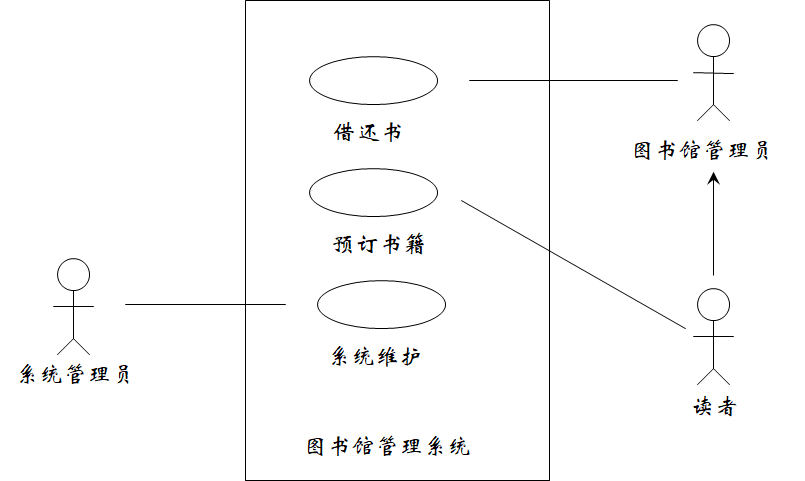 借还书
图书馆管理员
预订书籍
系统维护
系统管理员
读者
图书馆管理系统